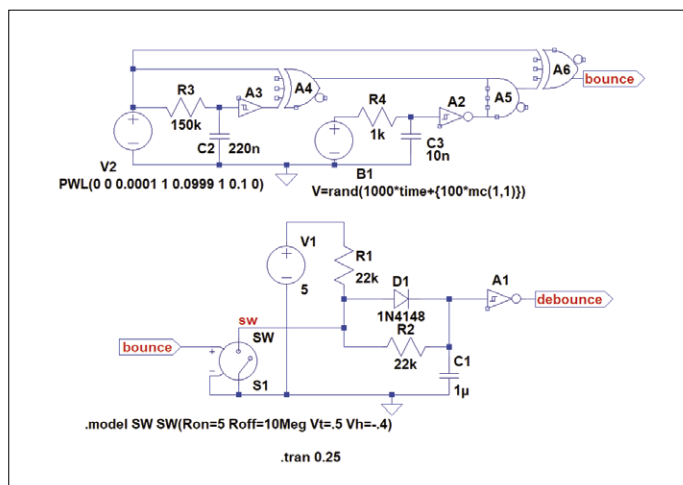 A6
bounce
R3
A3
A4
150k
C2
220n
R4
1k
A2
A5
C3
10n
V2
B1
PWL(0 0 0.0001 1 0.0999 1 0.1 0)
V=rand(1000*time+{100*mc(1,1)})
V1
5
R1
22k
D1
1N4148
A1
debounce
sw
bounce
SW
S1
R2
22k
C1
1µ
.model SW SW(Ron=5 Roff=10Meg Vt=.5 Vh=-.4)
.tran 0.25